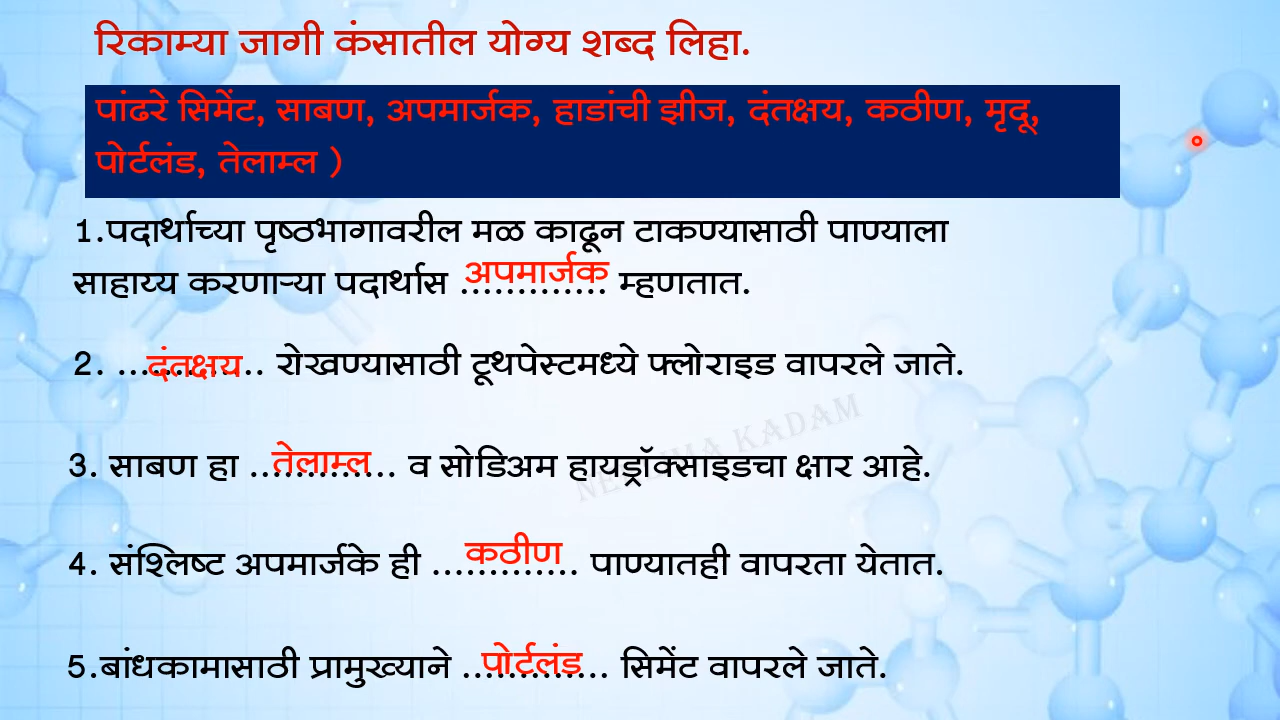 रिकाम्या जागी कंसातील योग्य शब्द लिहा.
पांढरे सिमेंट, साबण, अपमार्जक, हाडांची झीज, दंतक्षय, कठीण, मृदू,
पोर्टलंड, तेलाम्ल )
1.पदार्थाच्या पृष्ठभागावरील मळ काढून टाकण्यासाठी पाण्याला
साहाय्य करणाऱ्या पदार्थास ............. अपमार्जक म्हणतात.
2. ............. दंतक्षय रोखण्यासाठी टूथपेस्टमध्ये फ्लोराइड वापरले जाते.
3. साबण हा ............. तेलाम्ल व सोडिअम हायड्रॉक्साइडचा क्षार आहे.
4. संश्लिष्ट अपमार्जके ही ............. कठीण पाण्यातही वापरता येतात.
5.बांधकामासाठी प्रामुख्याने ............. पोर्टलंड सिमेंट वापरले जाते.
KADAM